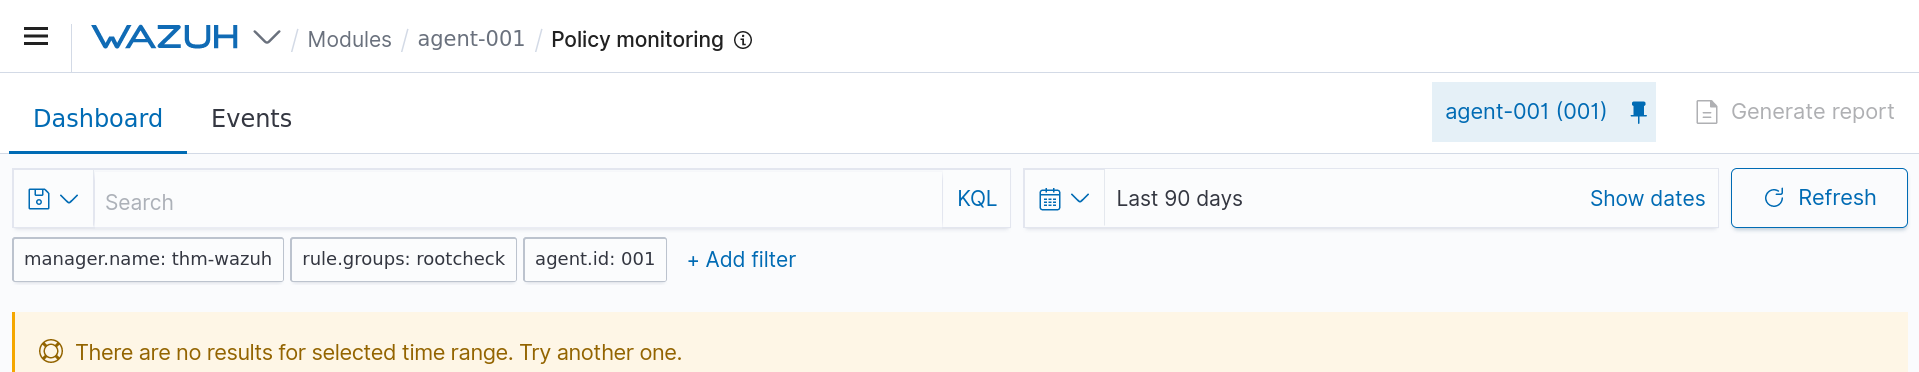 WAZUH / Modules / agent-001 / Policy monitoring
Dashboard Events agent-001 (001) Generate report
Search KQL Last 90 days Show dates Refresh
manager.name: thm-wazuh rule.groups: rootcheck agent.id: 001 + Add filter
There are no results for selected time range. Try another one.